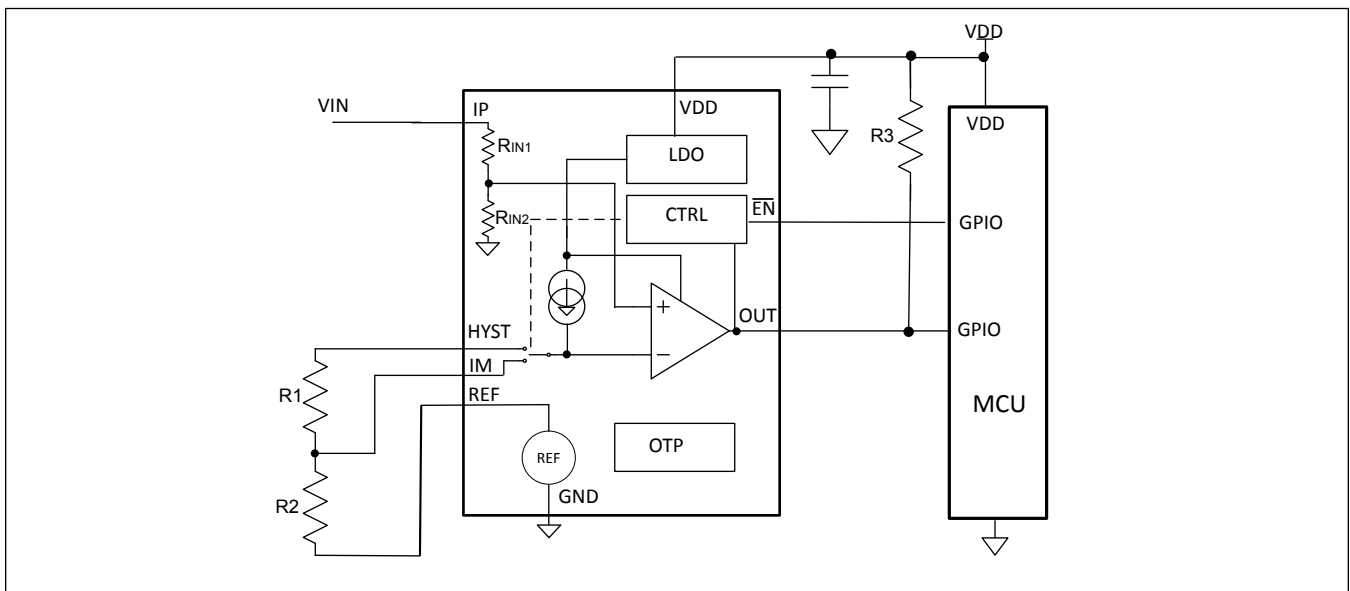 VDD
VIN
IP
VDD
VDD
RIN1
LDO
R3
RIN2
CTRL
EN
GPIO
HYST
+
OUT
GPIO
−
IM
R1
REF
MCU
OTP
REF
R2
GND